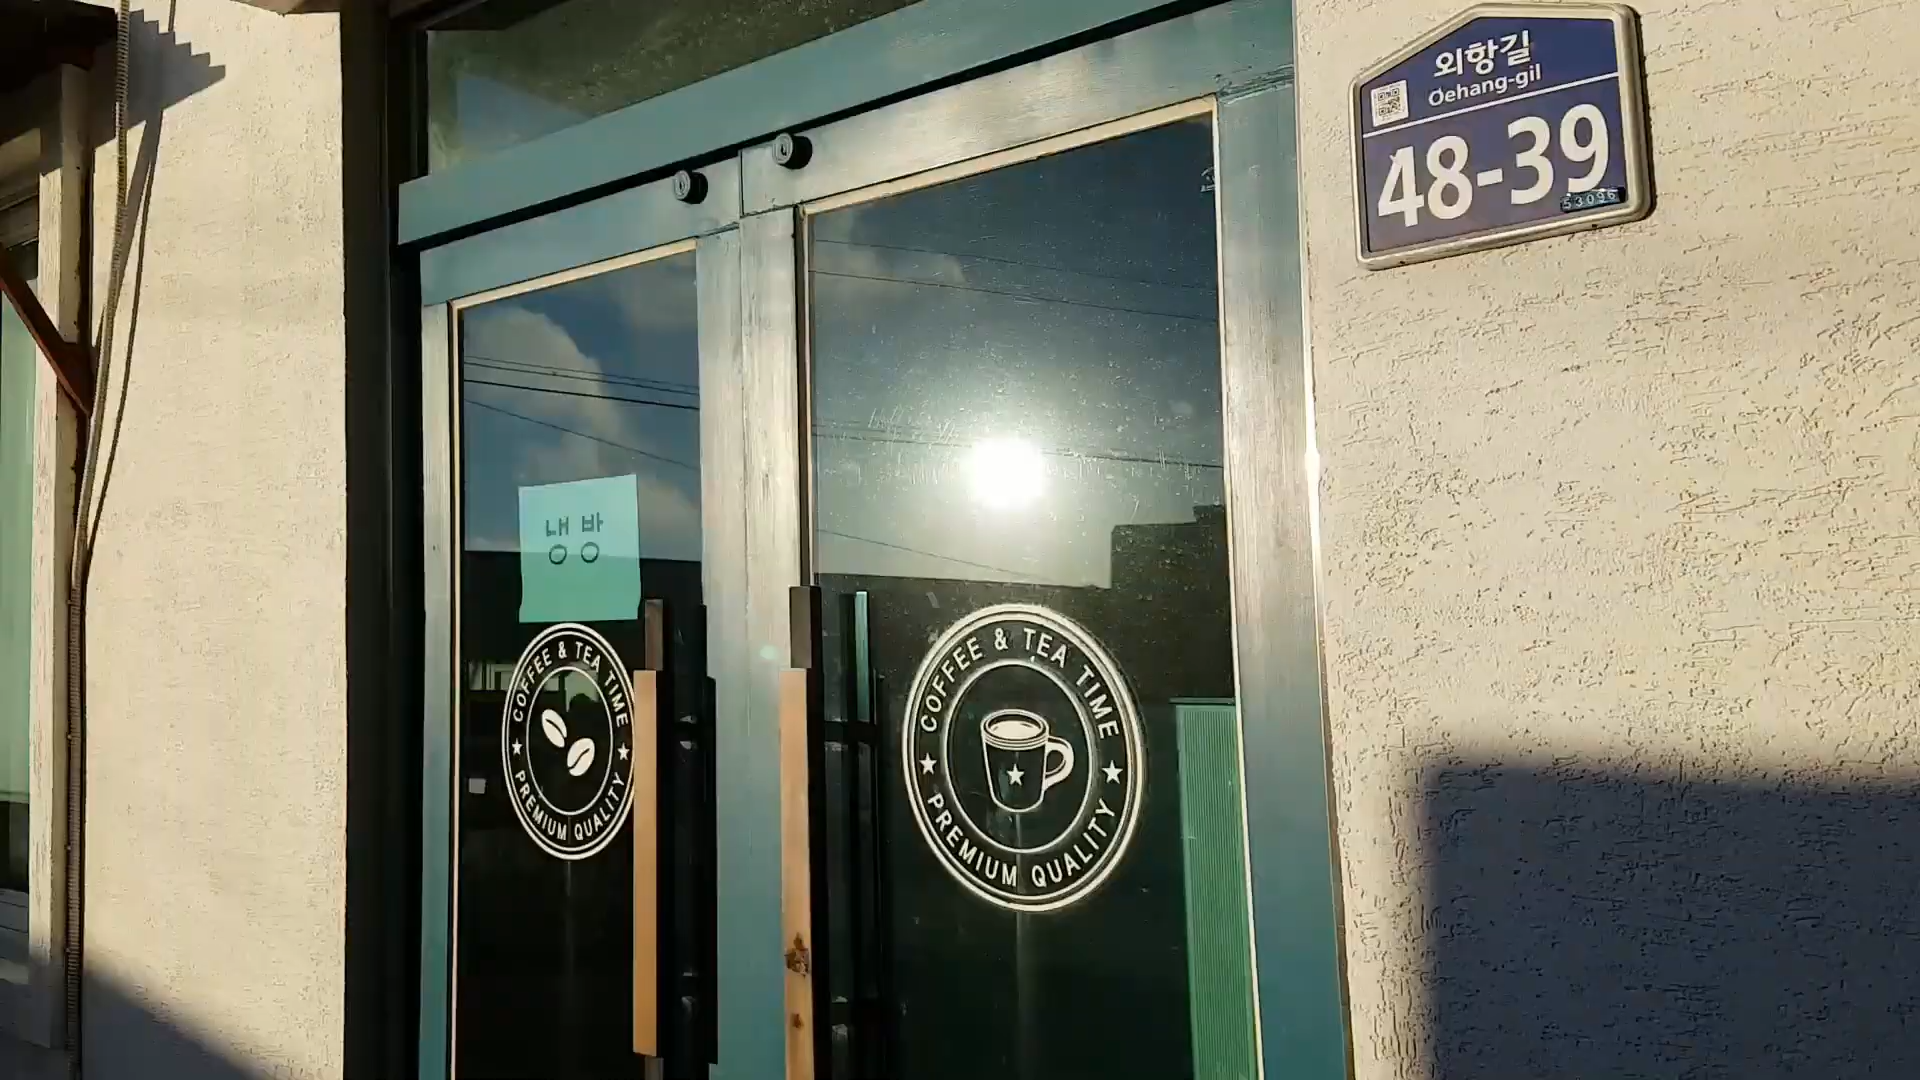 외항길
Oehang-gil
48-39
53096
냉방
COFFEE & TEA TIME
PREMIUM QUALITY
COFFEE & TEA TIME
PREMIUM QUALITY